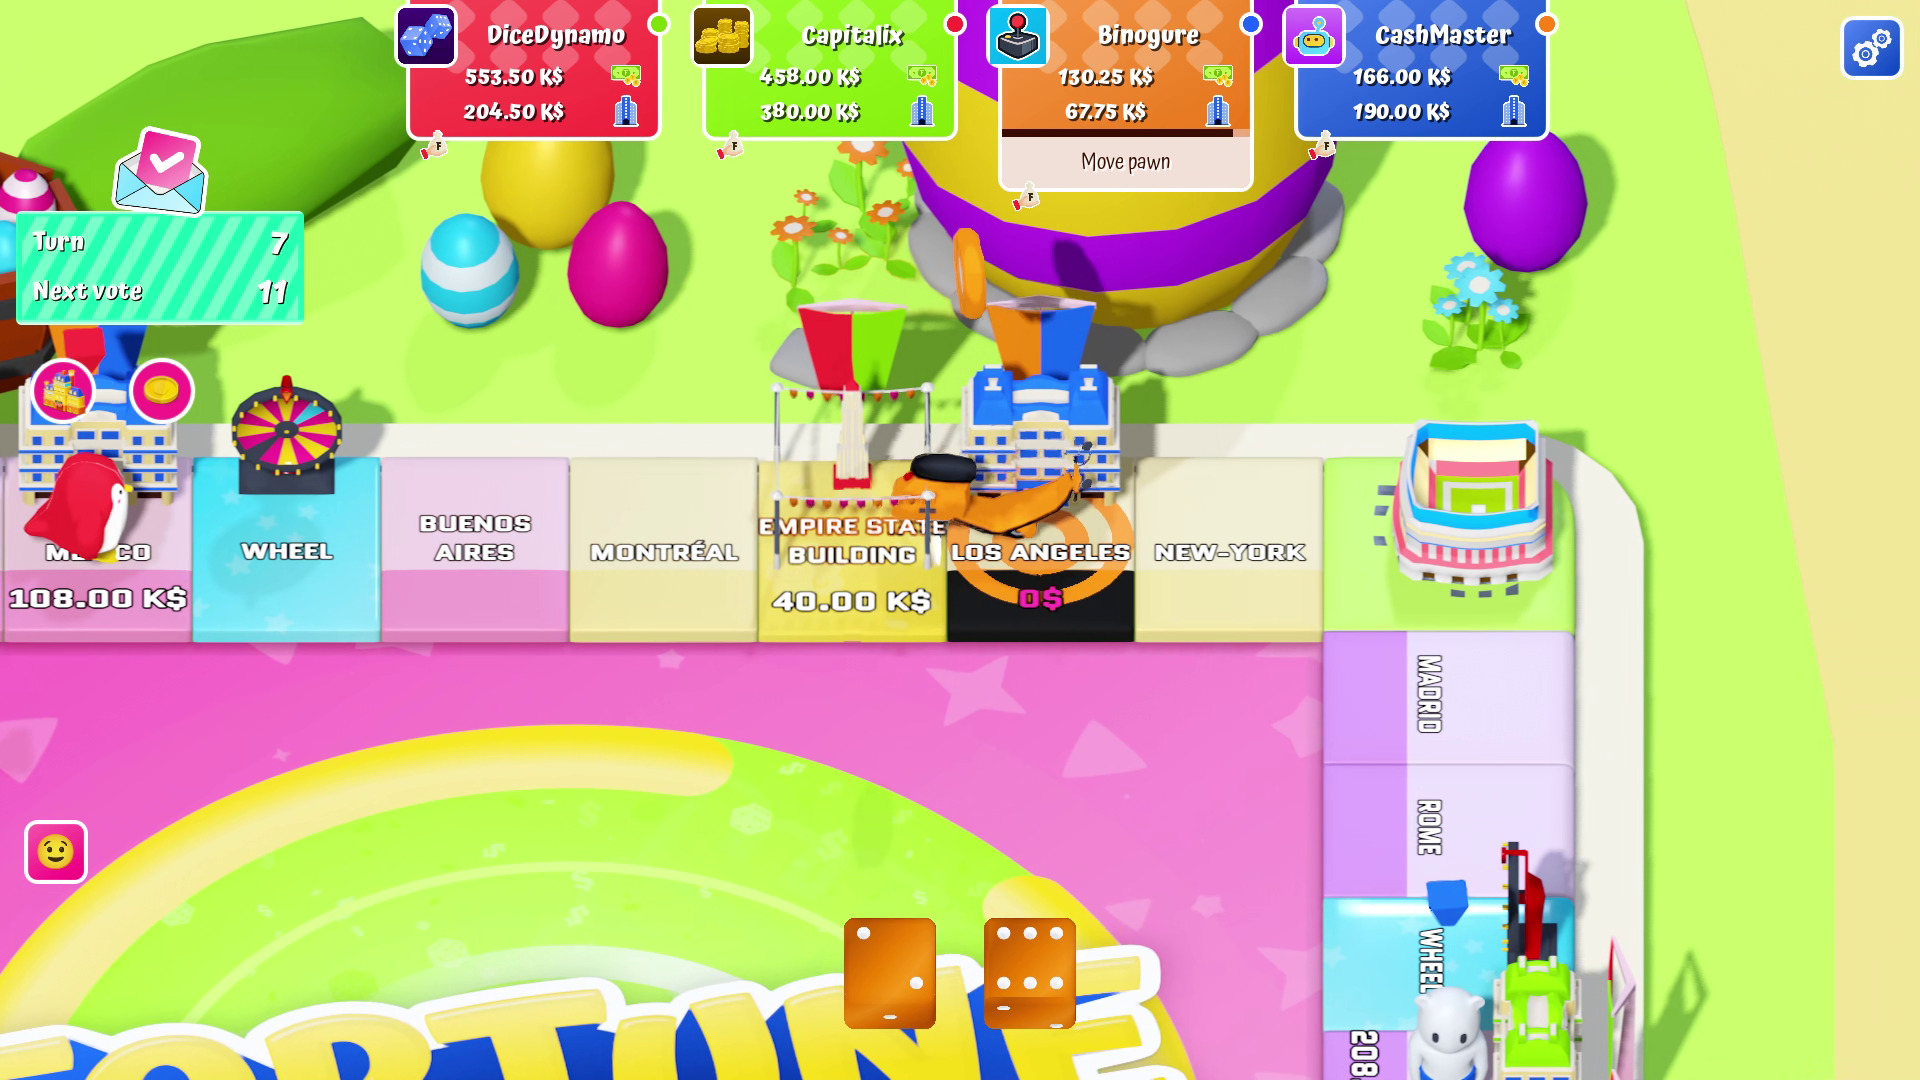 DiceDynamo
553.50 K$
204.50 K$
F
Capitalix
458.00 K$
380.00 K$
F
Binogure
130.25 K$
67.75 K$
Move pawn
F
CashMaster
166.00 K$
190.00 K$
F
Turn 7
Next vote 11
108.00 K$
WHEEL
BUENOS
AIRES
MONTRÉAL
EMPIRE STATE
BUILDING
40.00 K$
LOS ANGELES
0$
NEW-YORK
MADRID
ROME
WHEEL
208.
FORTUNE